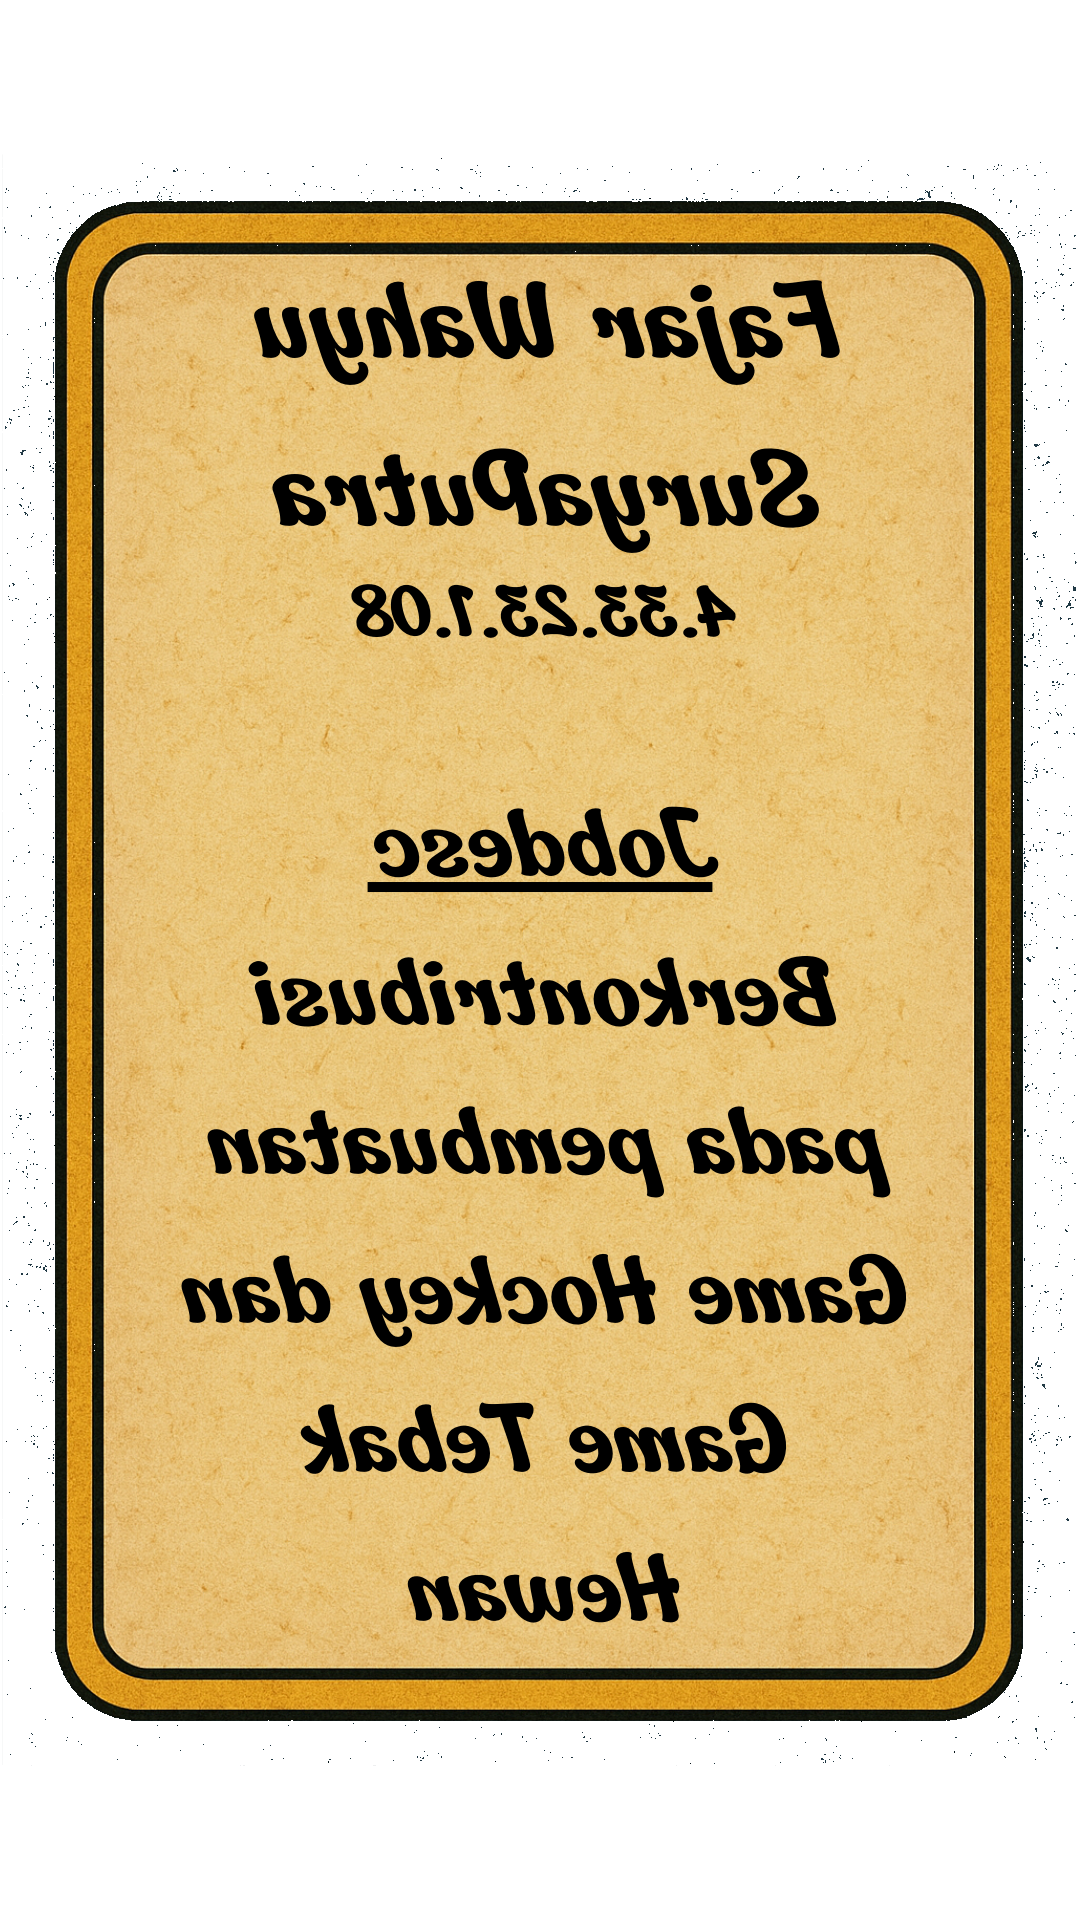 Fajar Wahyu
SuryaPutra
4.33.23.1.08
Jobdesc
Berkontribusi
pada pembuatan
Game Hockey dan
Game Tebak
Hewan